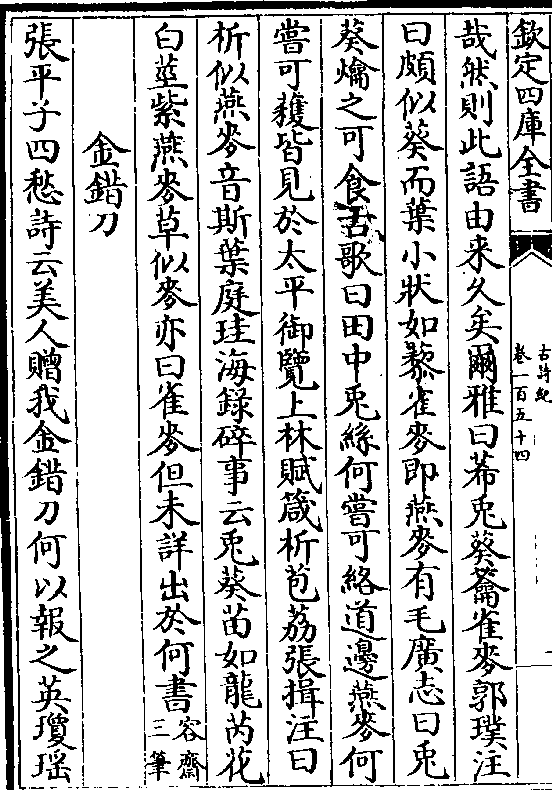 欽定四庫全書
古詩紀
卷一百五十四
哉然則此語由来久矣爾雅曰莃兎葵蘥雀麥郭璞注
曰頗似葵而葉小狀如藜雀麥即燕麥有毛廣志曰兎
葵爚之可食古歌曰田中兎絲何嘗可絡道邊燕麥何
嘗可穫皆見於太平御覽上林賦葴析苞荔張揖注曰
析似燕麥音斯葉庭珪海錄碎事云兎葵苗如龍芮花
白莖紫燕麥草似麥亦曰雀麥但未詳出於何書容齋三筆
金錯刀
張平子四愁詩云美人贈我金錯刀何以報之英瓊瑶